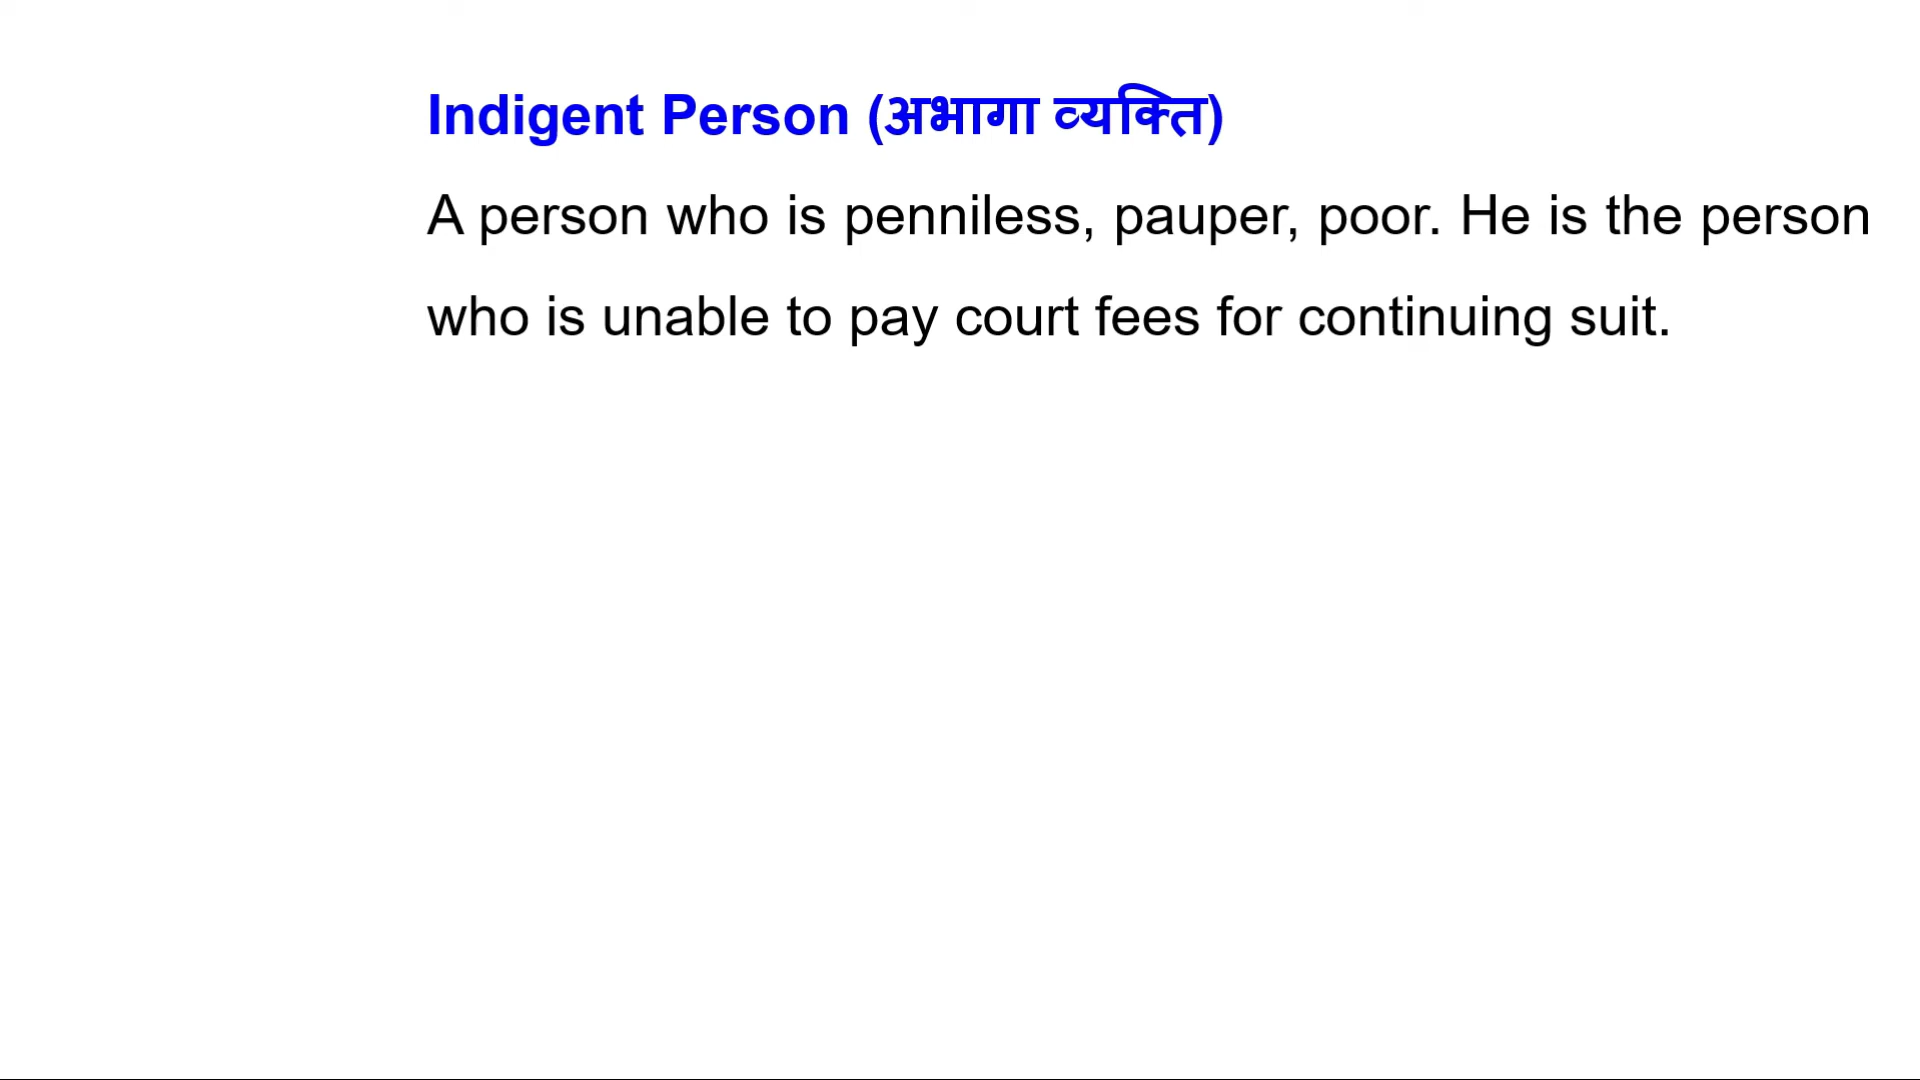 Indigent Person (अभागा व्यक्ति)
A person who is penniless, pauper, poor. He is the person
who is unable to pay court fees for continuing suit.